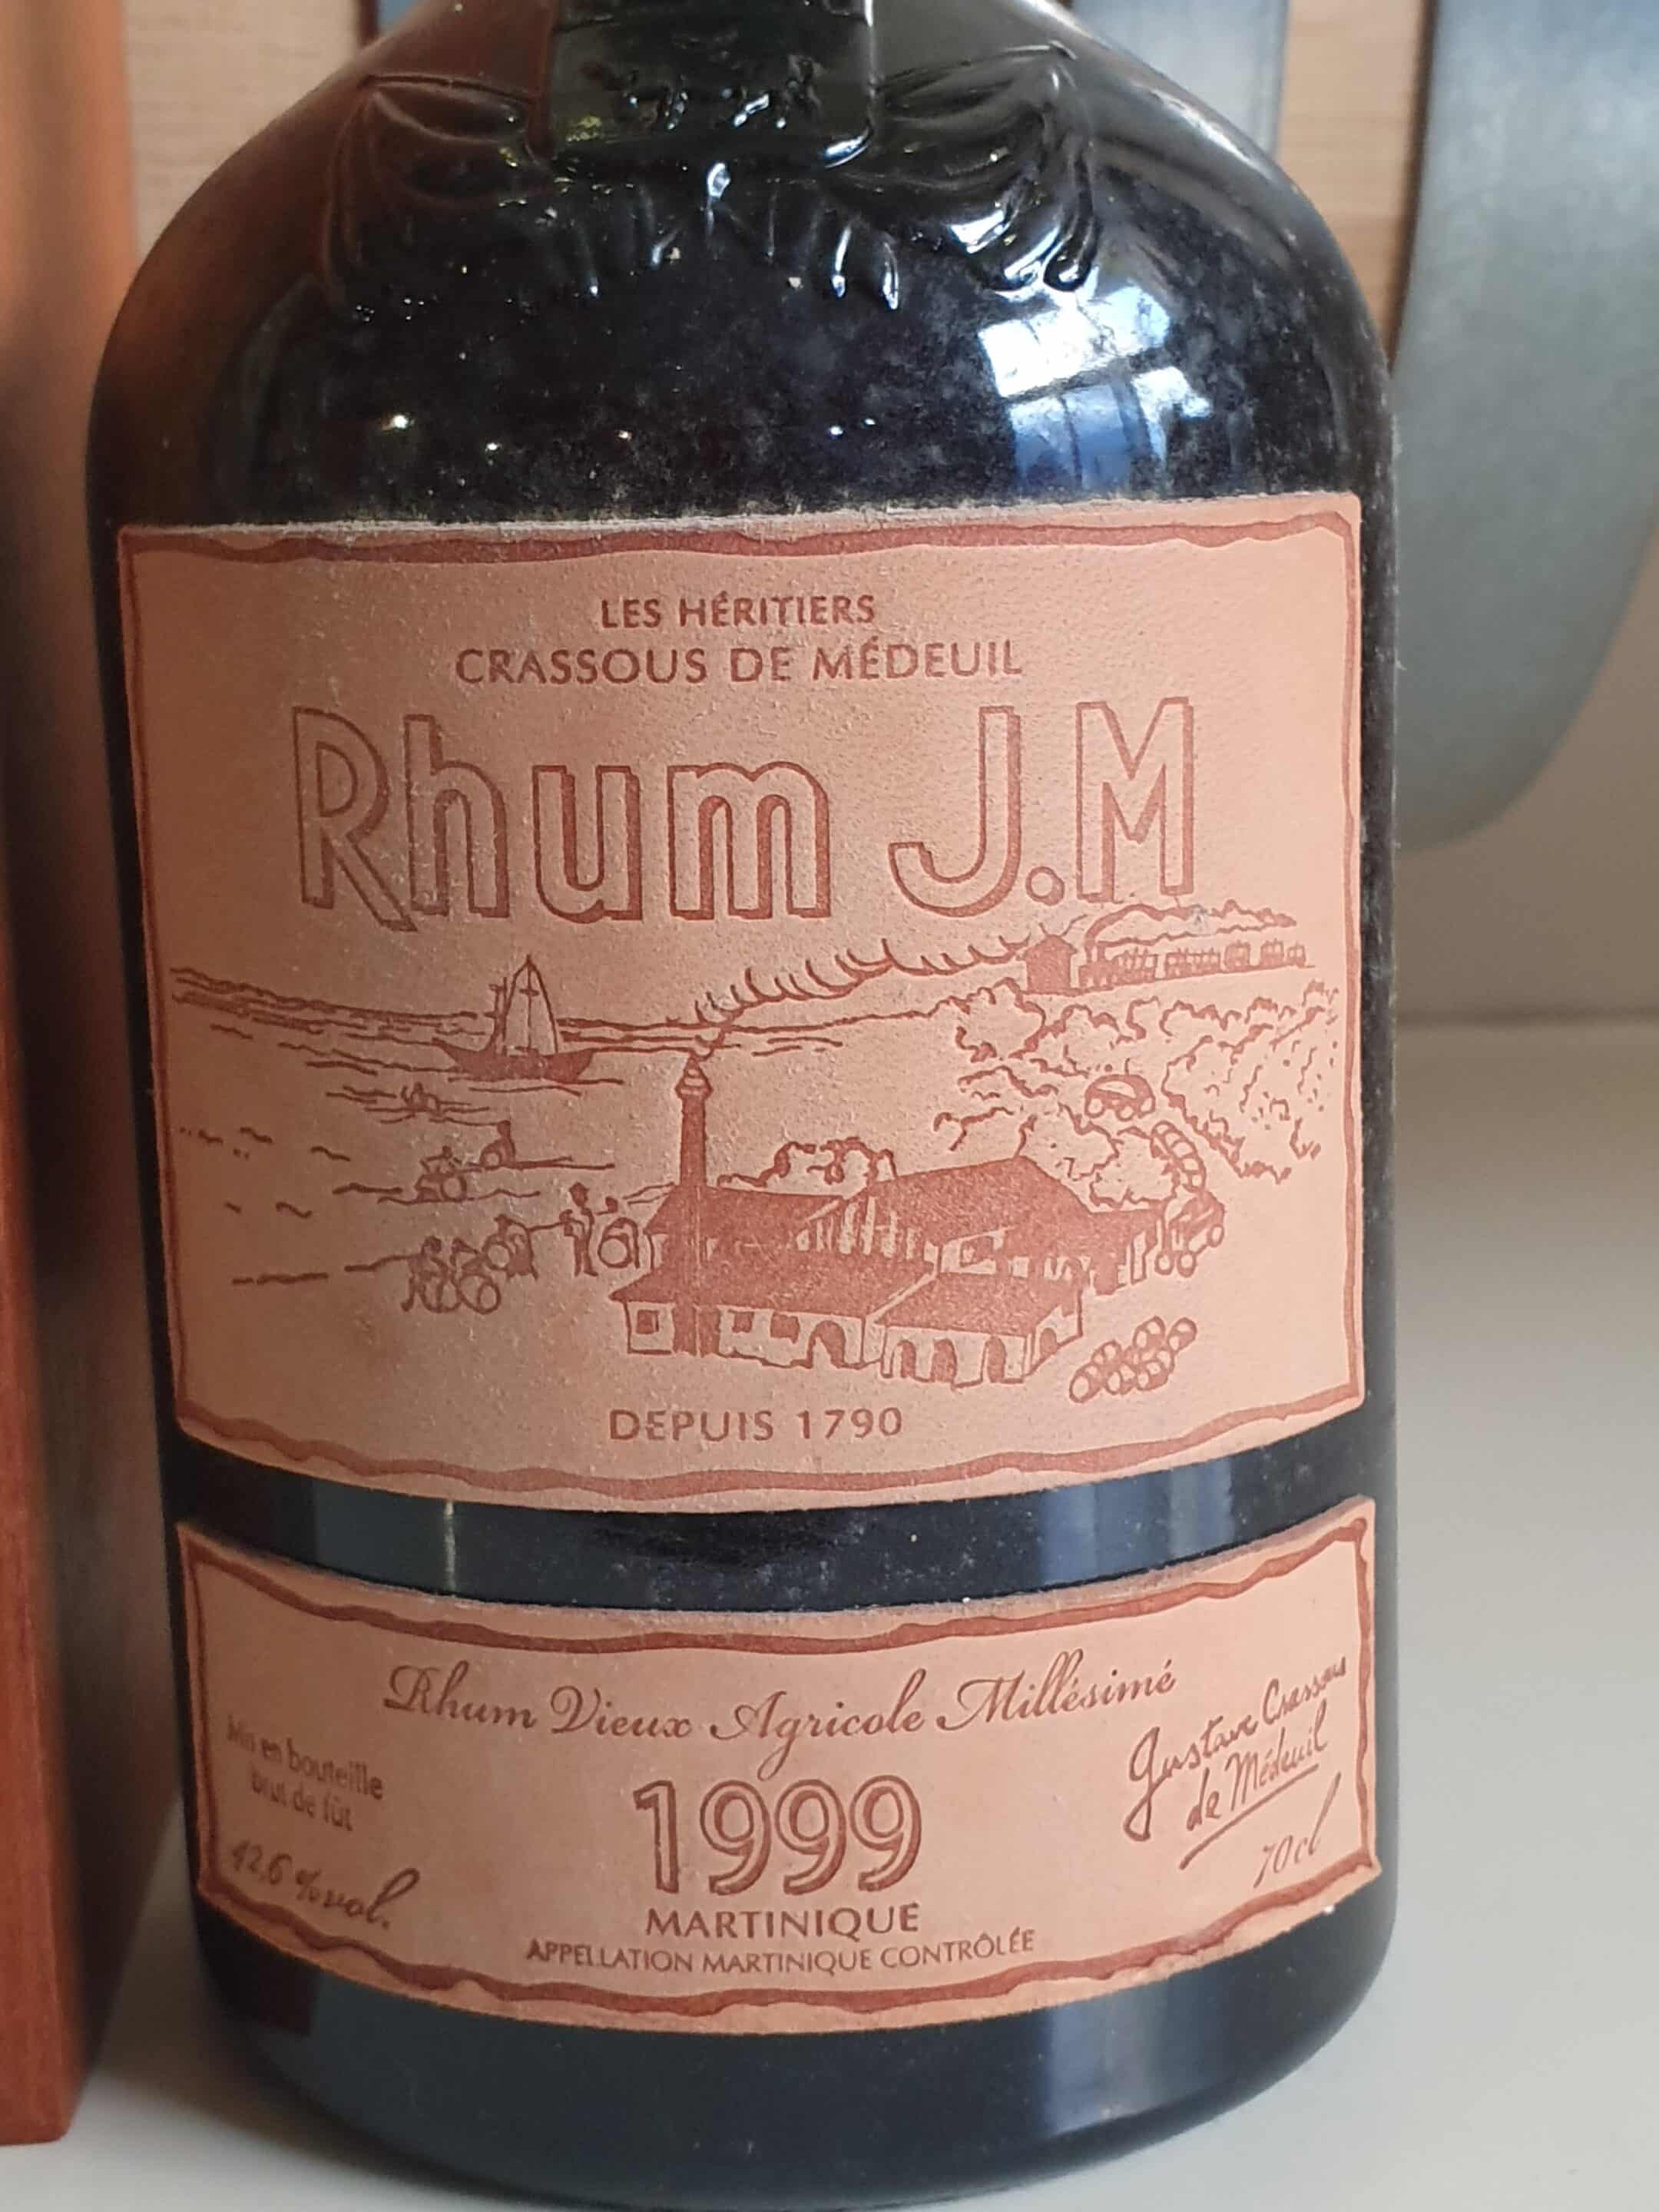 LES HÉRITIERS
CRASSOUS DE MÉDEUIL
Rhum J.M
DEPUIS 1790
Rhum Vieux Agricole Millésimé
Mis en bouteille
brut de fût
42,6 %vol.
1999
MARTINIQUE
APPELLATION MARTINIQUE CONTRÔLÉE
Gustave Crassous
de Médeuil
70cl